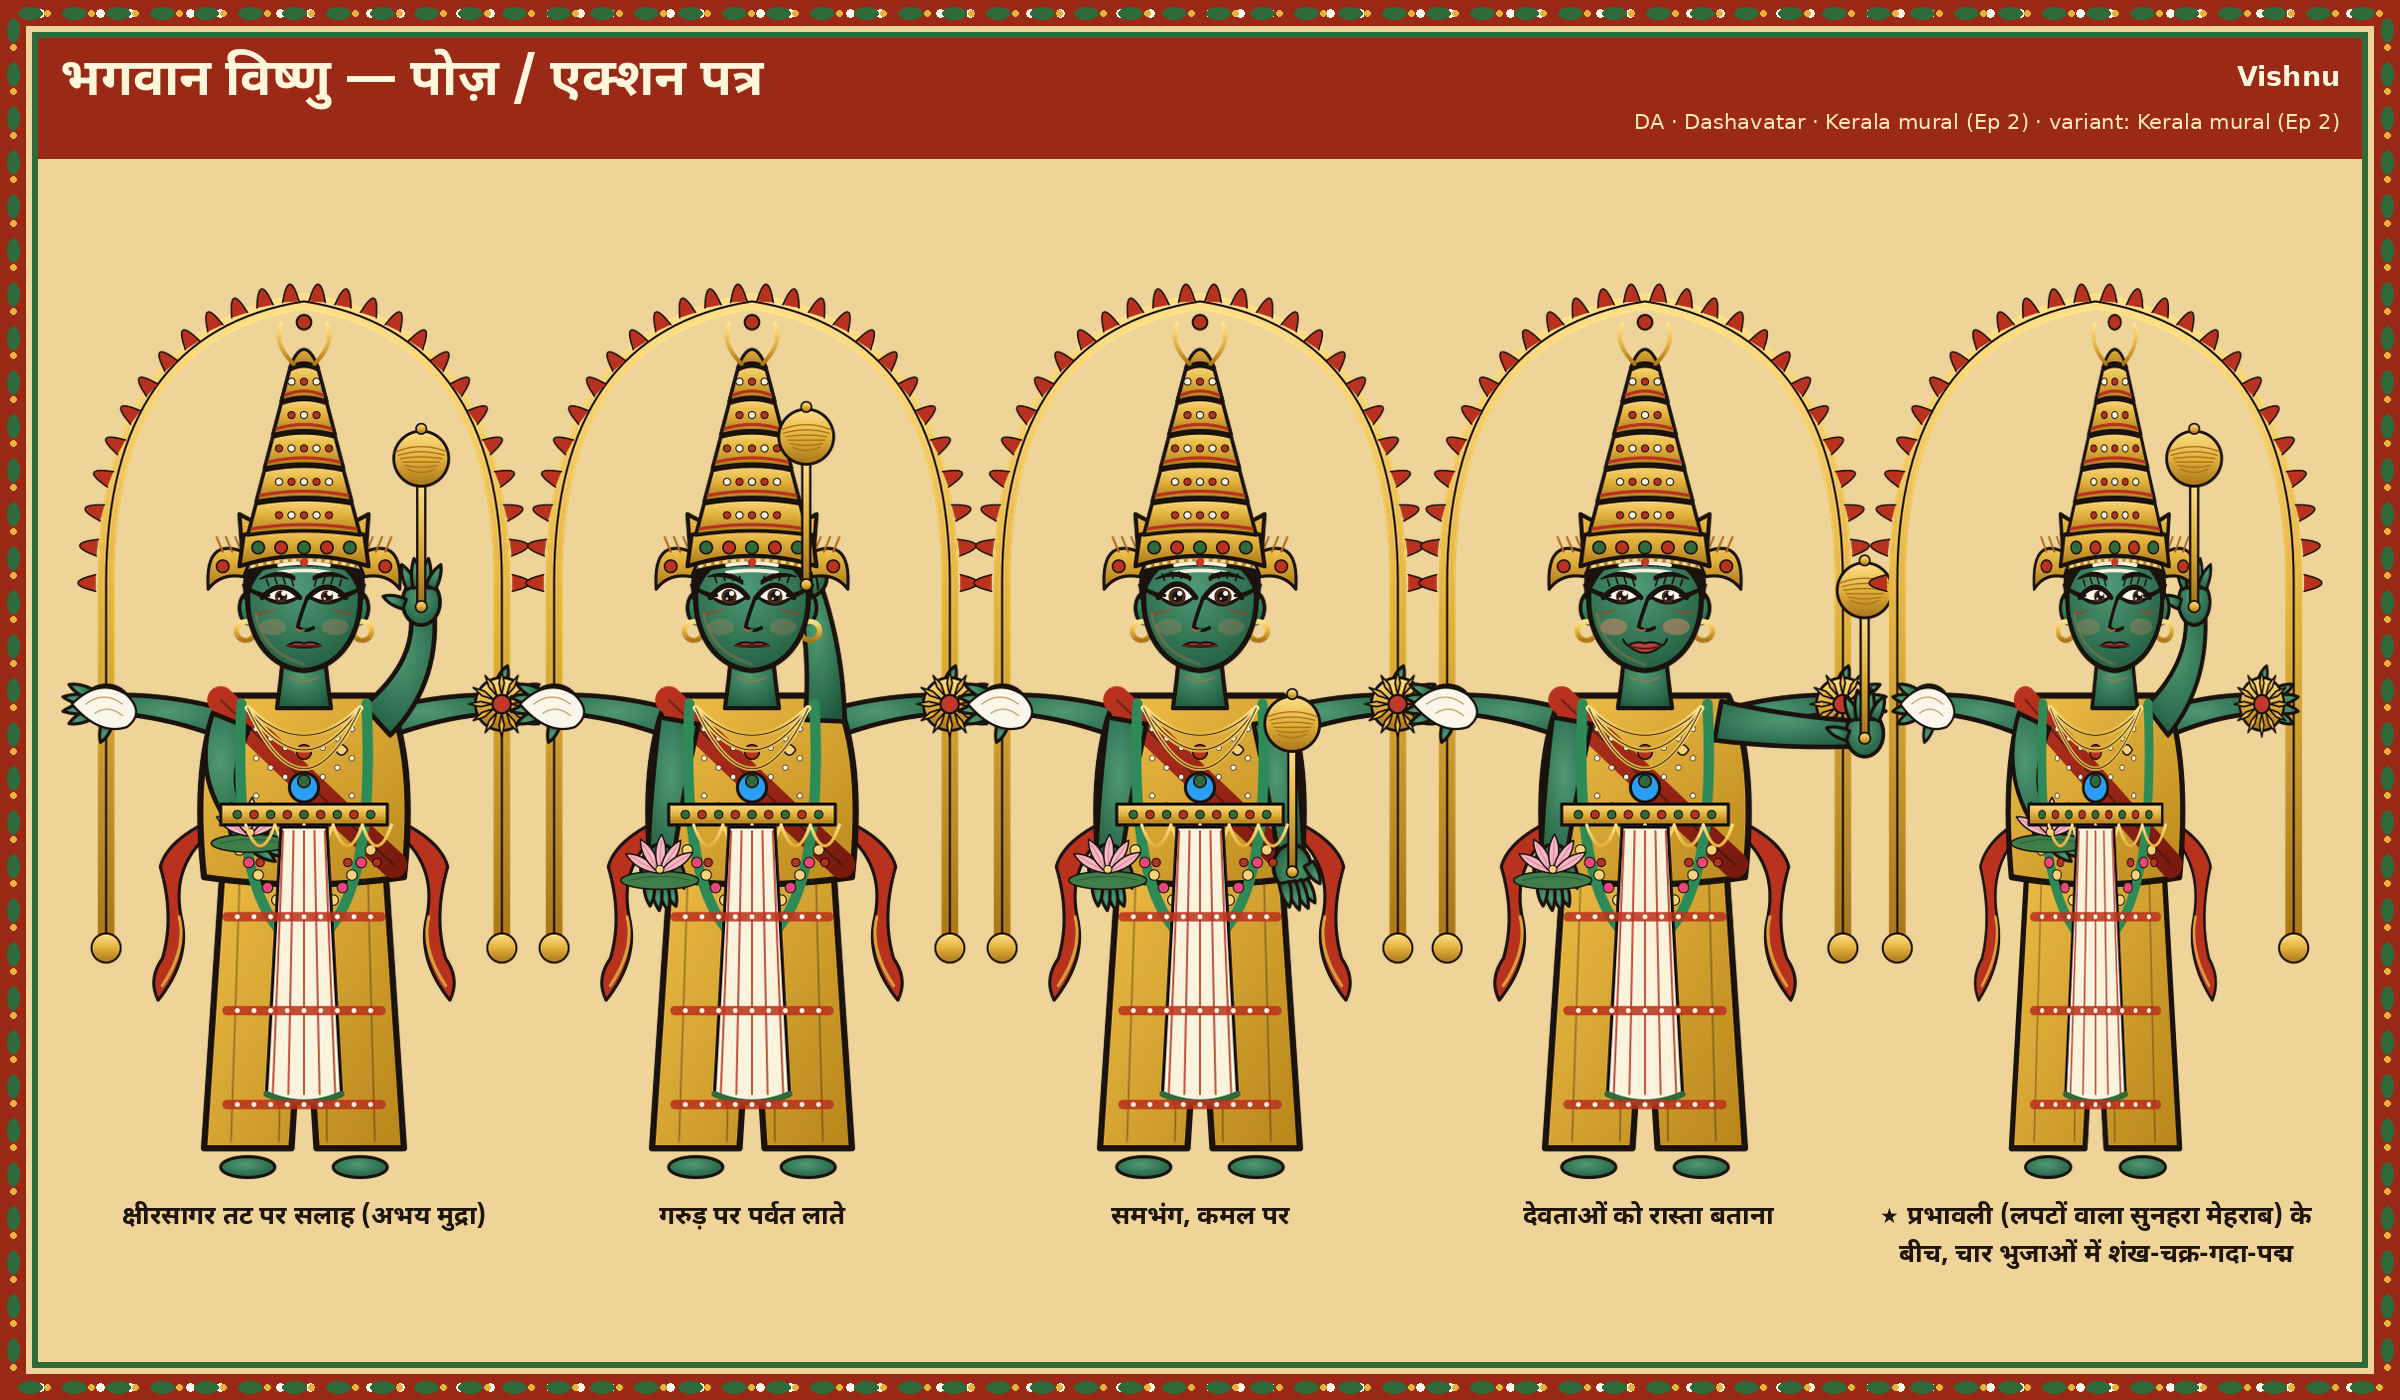 भगवान विष्णु — पोज़ / एक्शन पत्र
Vishnu
DA · Dashavatar · Kerala mural (Ep 2) · variant: Kerala mural (Ep 2)
क्षीरसागर तट पर सलाह (अभय मुद्रा)
गरुड़ पर पर्वत लाते
समभंग, कमल पर
देवताओं को रास्ता बताना
★ प्रभावली (लपटों वाला सुनहरा मेहराब) के
बीच, चार भुजाओं में शंख-चक्र-गदा-पद्म